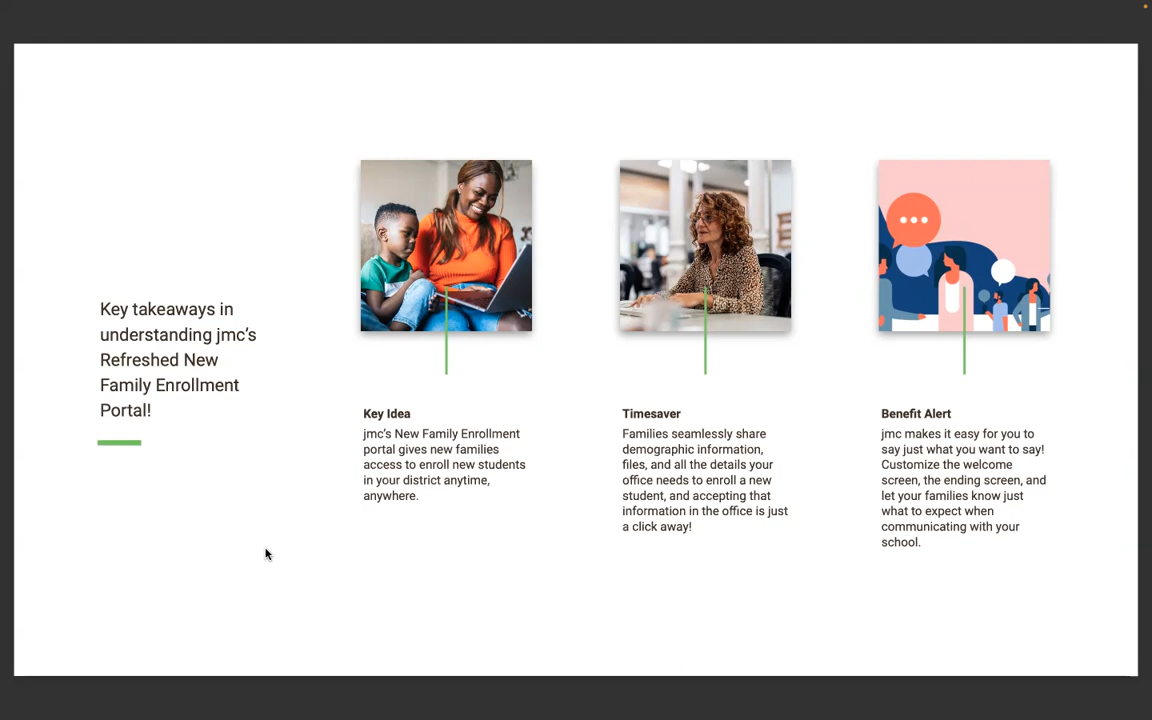 Key takeaways in
understanding jmc’s
Refreshed New
Family Enrollment
Portal!
Key Idea
jmc’s New Family Enrollment
portal gives new families
access to enroll new students
in your district anytime,
anywhere.
Timesaver
Families seamlessly share
demographic information,
files, and all the details your
office needs to enroll a new
student, and accepting that
information in the office is just
a click away!
Benefit Alert
jmc makes it easy for you to
say just what you want to say!
Customize the welcome
screen, the ending screen, and
let your families know just
what to expect when
communicating with your
school.